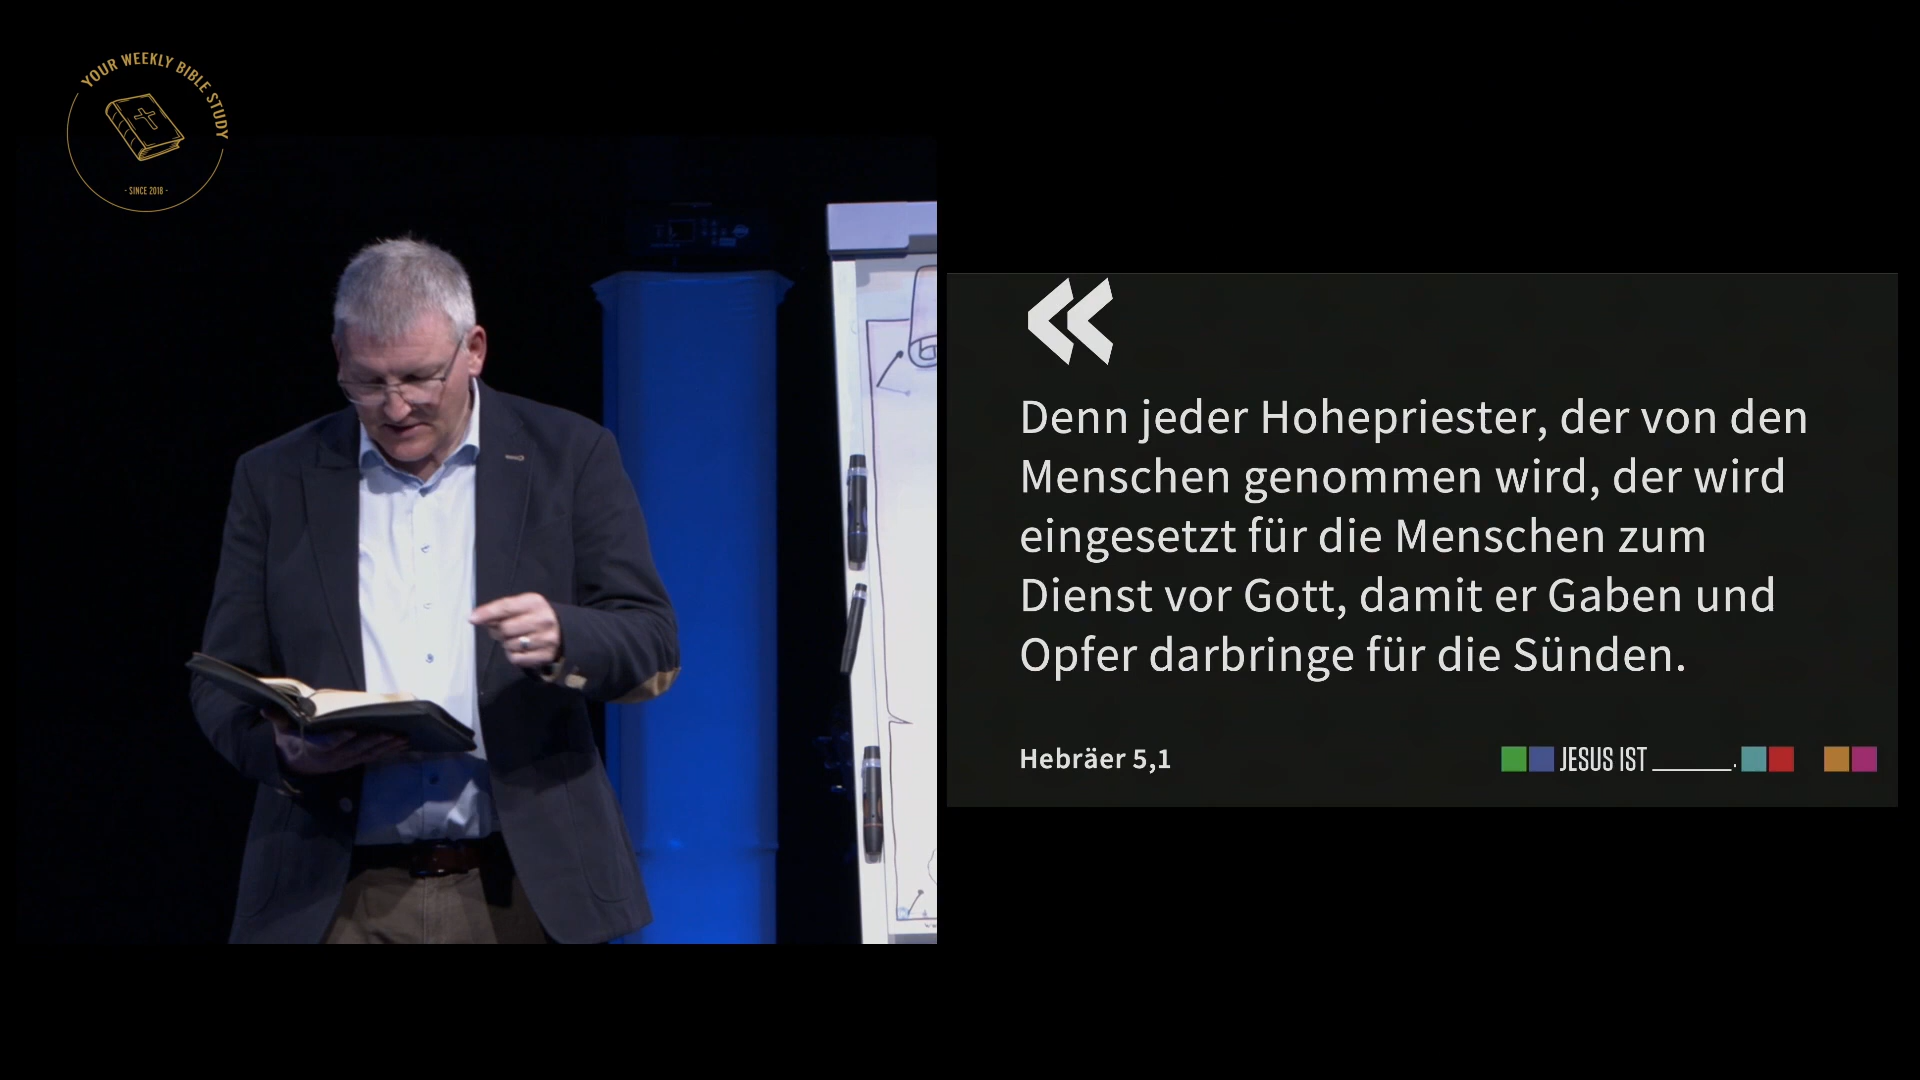 YOUR WEEKLY BIBLE STUDY
- SINCE 2018 -
«
Denn jeder Hohepriester, der von den
Menschen genommen wird, der wird
eingesetzt für die Menschen zum
Dienst vor Gott, damit er Gaben und
Opfer darbringe für die Sünden.
Hebräer 5,1
JESUS IST ______.